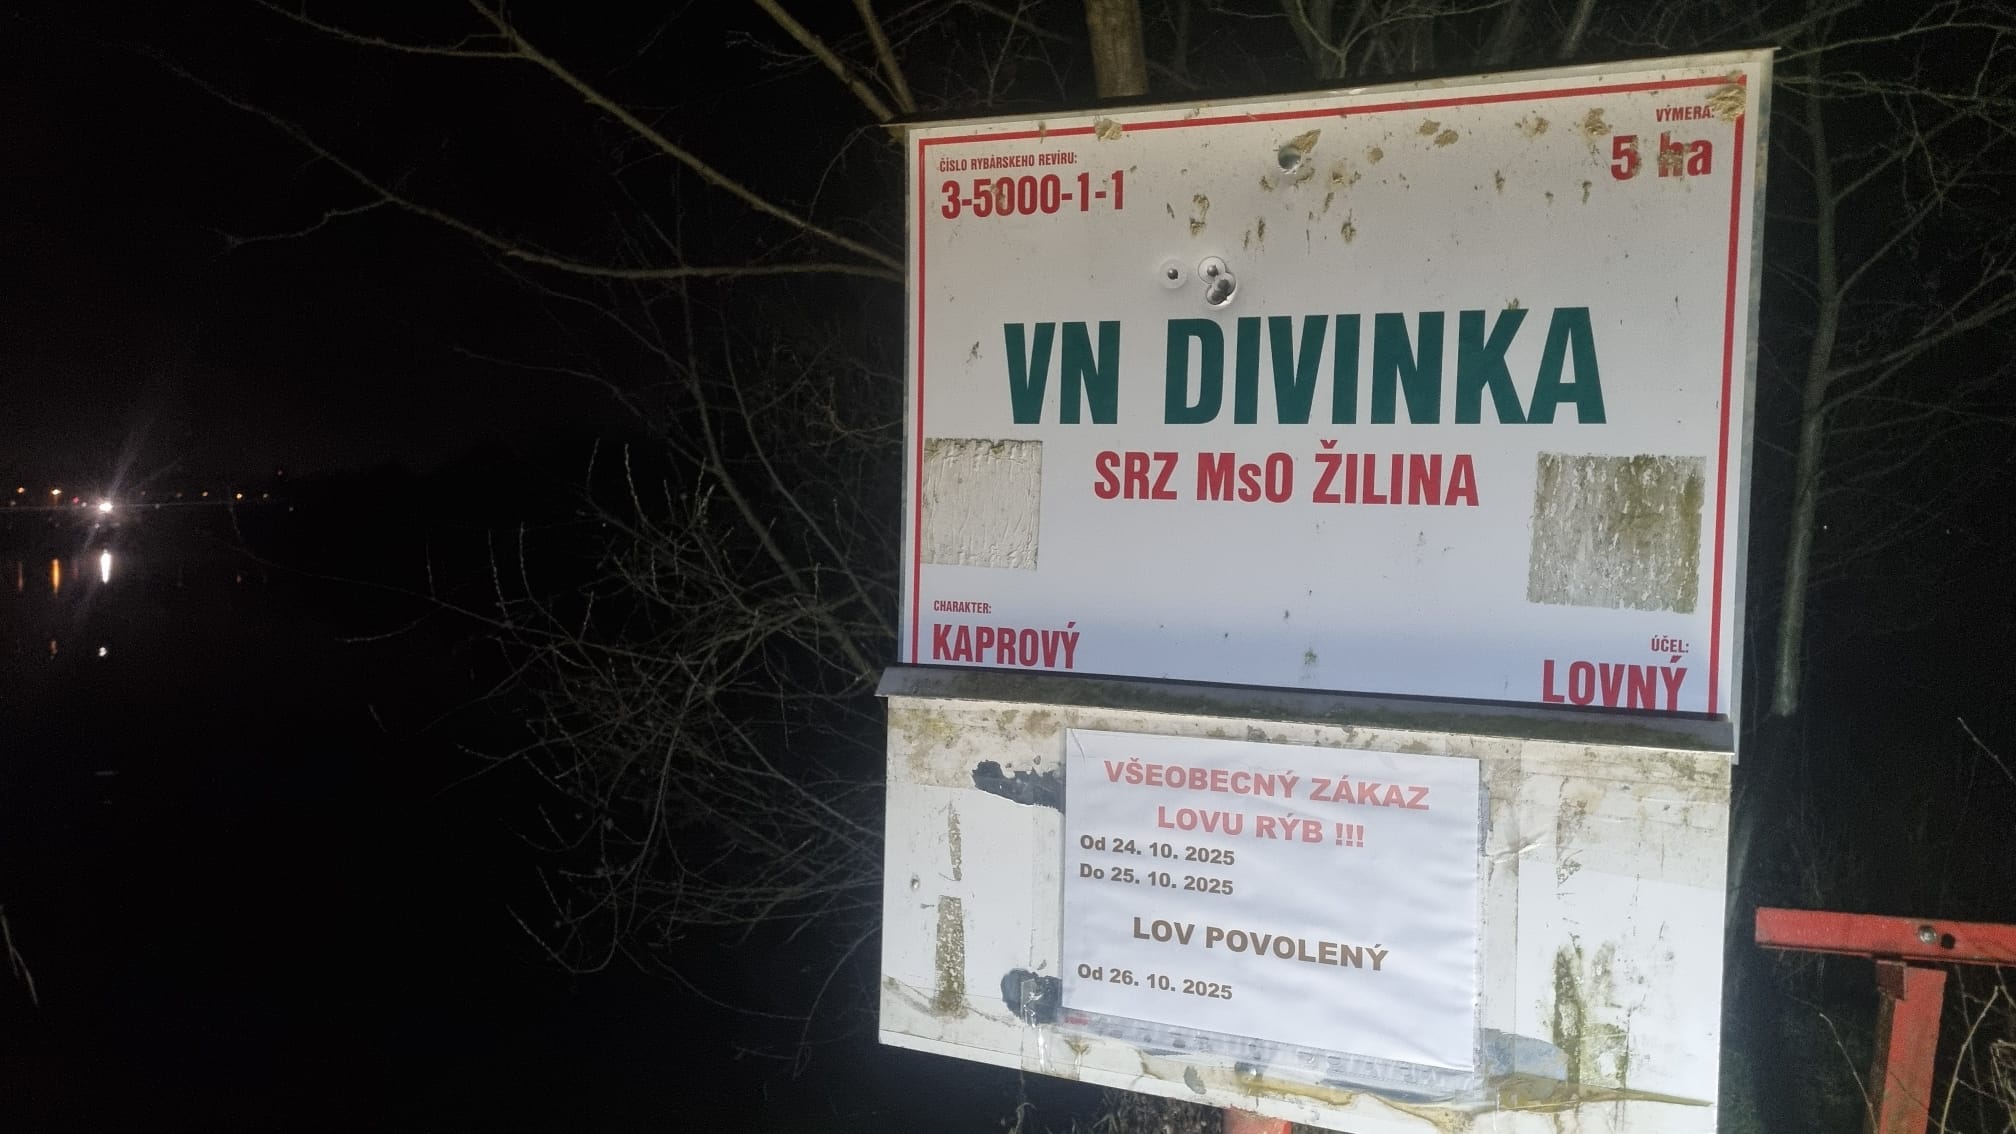 ČÍSLO RYBÁRSKEHO REVÍRU:
3-5000-1-1
VÝMERA:
5 ha
VN DIVINKA
SRZ MsO ŽILINA
CHARAKTER:
KAPROVÝ
ÚČEL:
LOVNÝ
VŠEOBECNÝ ZÁKAZ
LOVU RÝB !!!
Od 24. 10. 2025
Do 25. 10. 2025
LOV POVOLENÝ
Od 26. 10. 2025